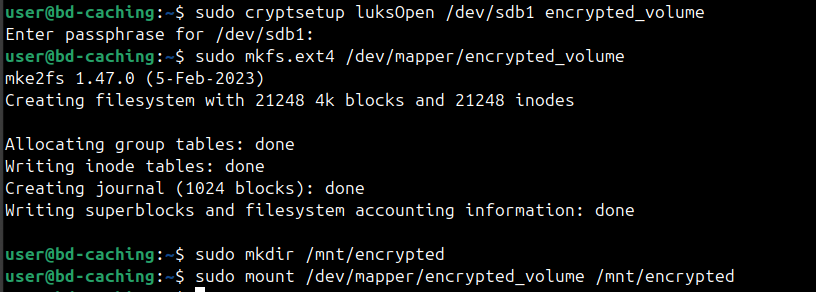 user@bd-caching:~$ sudo cryptsetup luksOpen /dev/sdb1 encrypted_volume
Enter passphrase for /dev/sdb1:
user@bd-caching:~$ sudo mkfs.ext4 /dev/mapper/encrypted_volume
mke2fs 1.47.0 (5-Feb-2023)
Creating filesystem with 21248 4k blocks and 21248 inodes

Allocating group tables: done
Writing inode tables: done
Creating journal (1024 blocks): done
Writing superblocks and filesystem accounting information: done

user@bd-caching:~$ sudo mkdir /mnt/encrypted
user@bd-caching:~$ sudo mount /dev/mapper/encrypted_volume /mnt/encrypted
user@bd-caching:~$